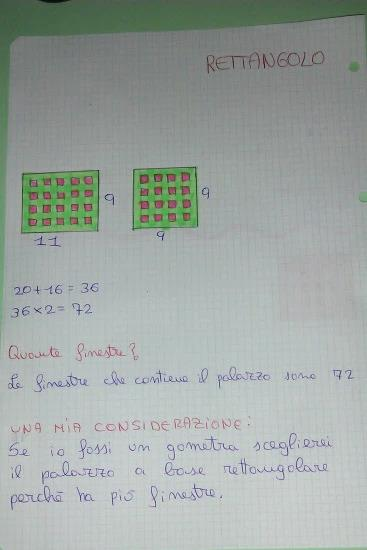 RETTANGOLO
9
9
11
9
20+16 = 36
36×2 = 72
Quante finestre?
Le finestre che contiene il palazzo sono 72
UNA MIA CONSIDERAZIONE:
Se io fossi un gometra sceglierei
il palazzo a base rettangolare
perchè ha più finestre.